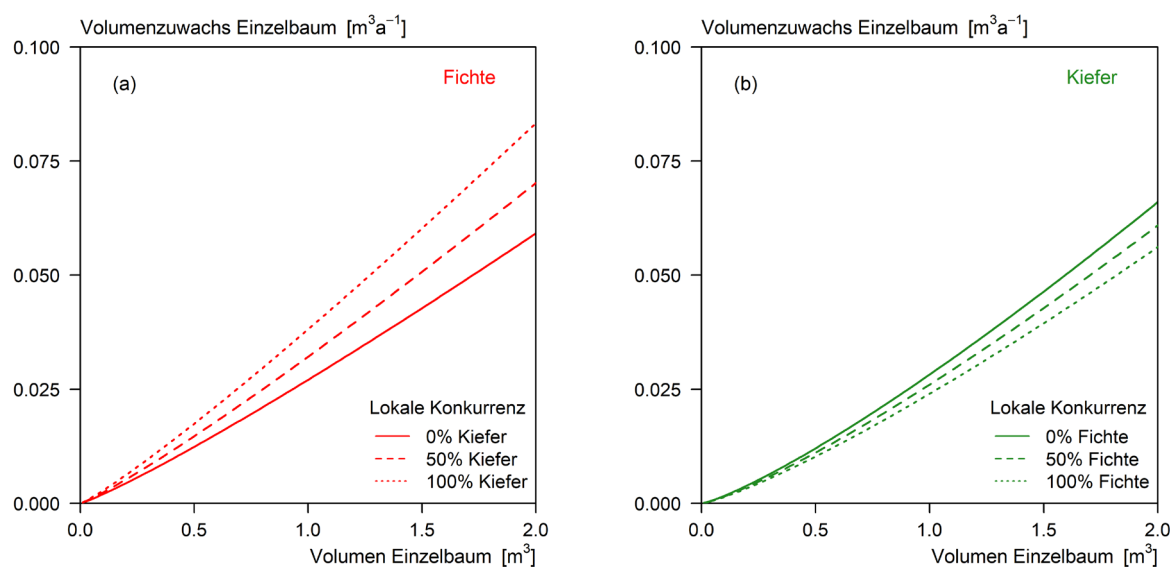 Volumenzuwachs Einzelbaum [m³a⁻¹]
0.100
(a)
Fichte
0.075
0.050
0.025
Lokale Konkurrenz
0% Kiefer
50% Kiefer
100% Kiefer
0.000
0.0 0.5 1.0 1.5 2.0
Volumen Einzelbaum [m³]
Volumenzuwachs Einzelbaum [m³a⁻¹]
0.100
(b)
Kiefer
0.075
0.050
0.025
Lokale Konkurrenz
0% Fichte
50% Fichte
100% Fichte
0.000
0.0 0.5 1.0 1.5 2.0
Volumen Einzelbaum [m³]